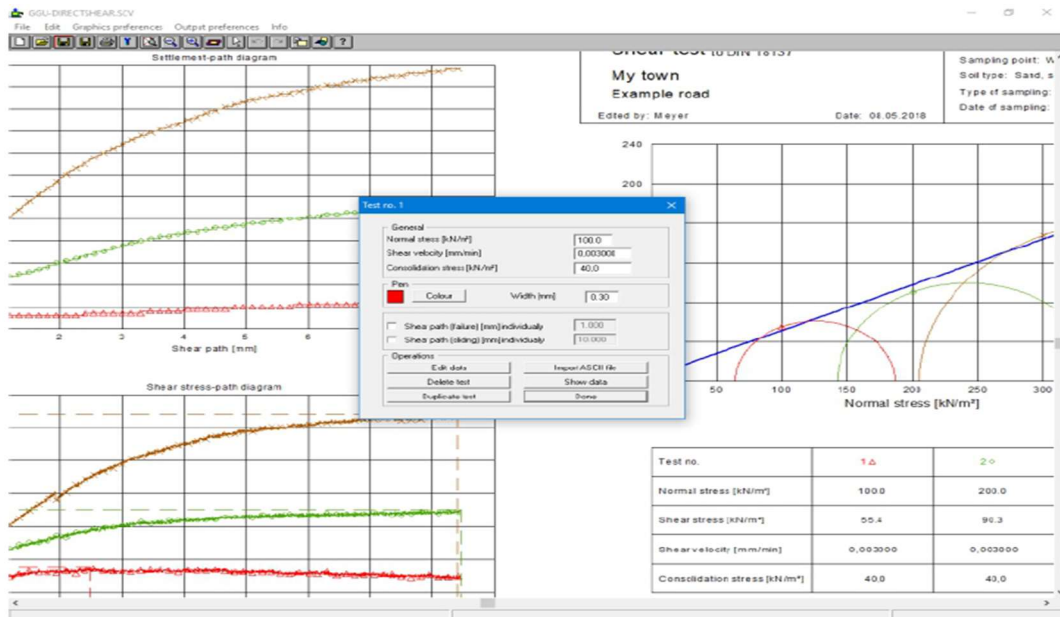 GGU-DIRECTSHEAR.SCV
File Edit Graphics preferences Output preferences Info
Settlement-path diagram
2 3 4 5 6
Shear path [mm]
Shear stress-path diagram
Shear test to DIN 18137
My town
Example road
Edited by: Meyer Date: 08.05.2018
Sampling point: W
Soil type: Sand, s
Type of sampling:
Date of sampling:
240
200
50 100 150 200 250 300
Normal stress [kN/m²]
Test no. 1
General
Normal stress [kN/m²] 100.0
Shear velocity [mm/min]
Consolidation stress [kN/m²] 40,0
Pen
Colour Width [mm] 0.30
Shear path (failure) [mm] individually 1.000
Shear path (sliding) [mm] individually 10.000
Operations
Edit data Import ASCII file
Delete test Show data
Duplicate test Done
Test no. 1 2
Normal stress [kN/m²] 100.0 200.0
Shear stress [kN/m²] 55.4 90.3
Shear velocity [mm/min] 0,003000 0,003000
Consolidation stress [kN/m²] 40,0 40,0